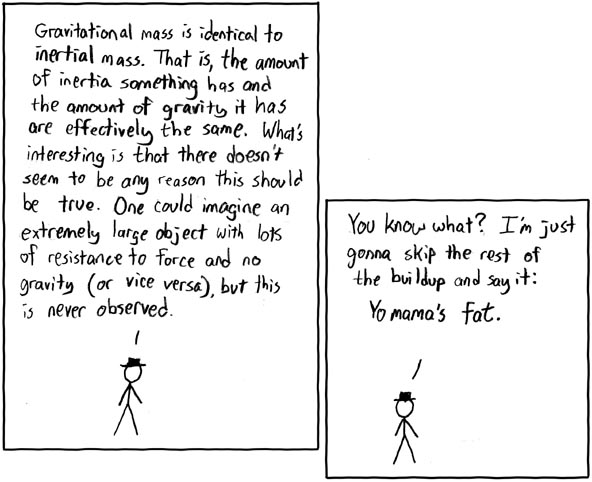 Gravitational mass is identical to
inertial mass. That is, the amount
of inertia something has and
the amount of gravity it has
are effectively the same. What's
interesting is that there doesn't
seem to be any reason this should
be true. One could imagine an
extremely large object with lots
of resistance to force and no
gravity (or vice versa), but this
is never observed.
You know what? I'm just
gonna skip the rest of
the buildup and say it:
Yo mama's fat.